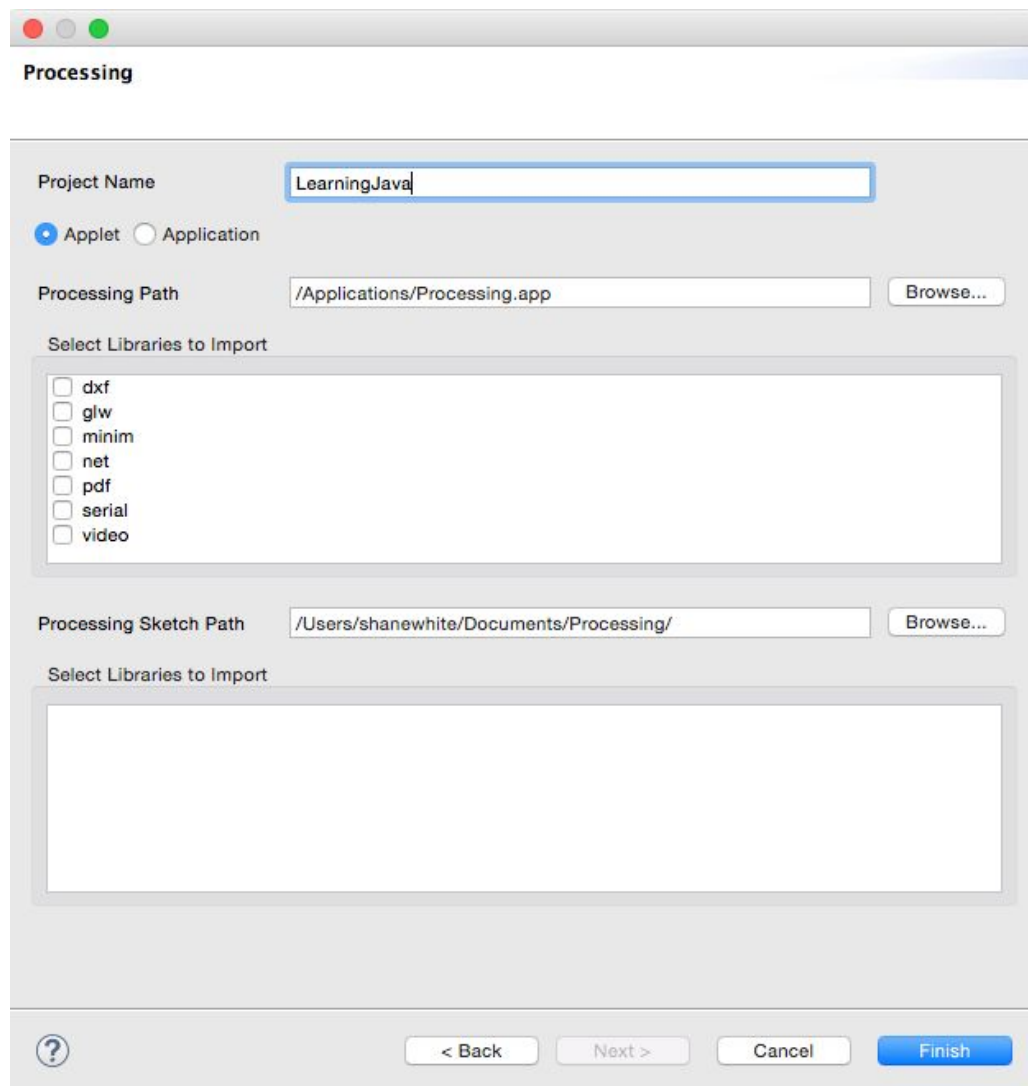 Processing
Project Name LearningJava
Applet Application
Processing Path /Applications/Processing.app Browse...
Select Libraries to Import
dxf
glw
minim
net
pdf
serial
video
Processing Sketch Path /Users/shanewhite/Documents/Processing/ Browse...
Select Libraries to Import
? < Back Next > Cancel Finish